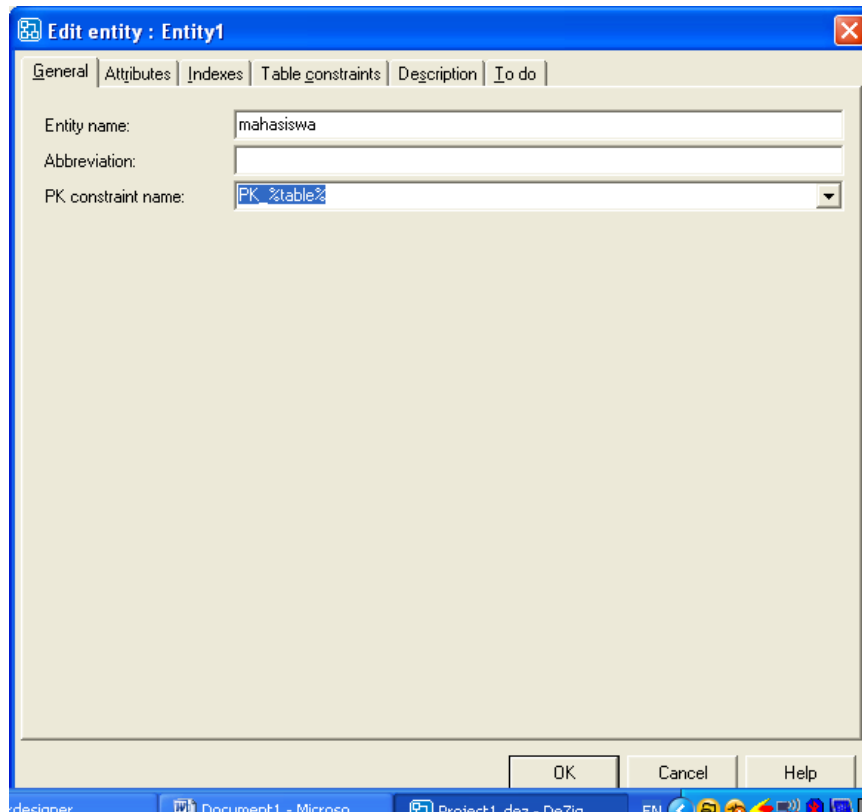 Edit entity : Entity1
General Attributes Indexes Table constraints Description To do
Entity name: mahasiswa
Abbreviation:
PK constraint name: PK_%table%
OK Cancel Help
designer Document1 - Microso... Project1.dez - DeZig... EN